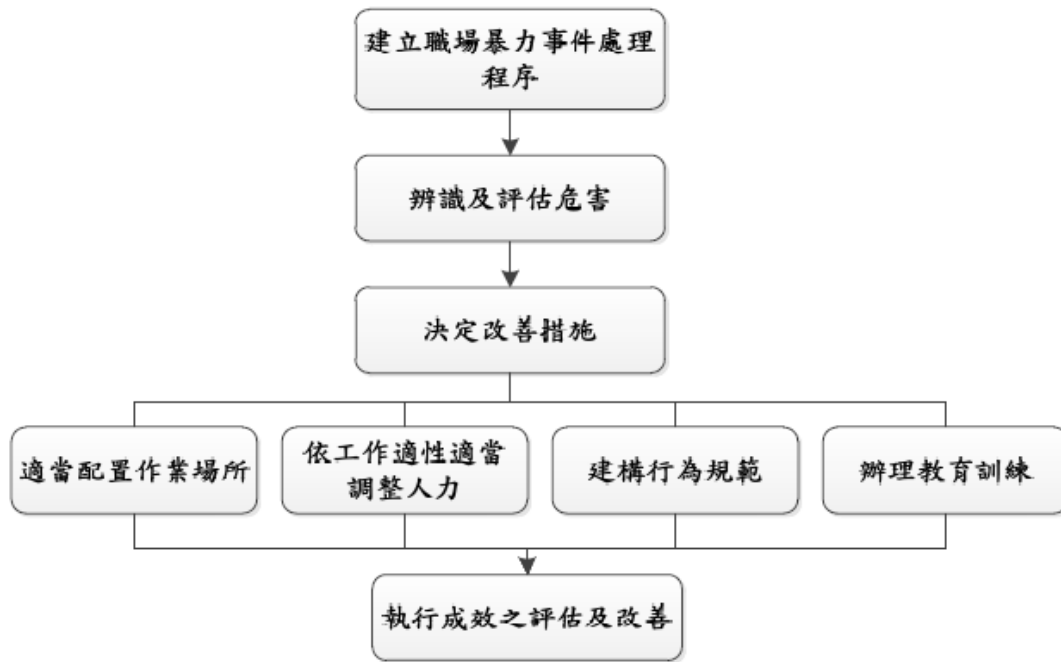 建立職場暴力事件處理
程序
辨識及評估危害
決定改善措施
適當配置作業場所
依工作適性適當
調整人力
建構行為規範
辦理教育訓練
執行成效之評估及改善